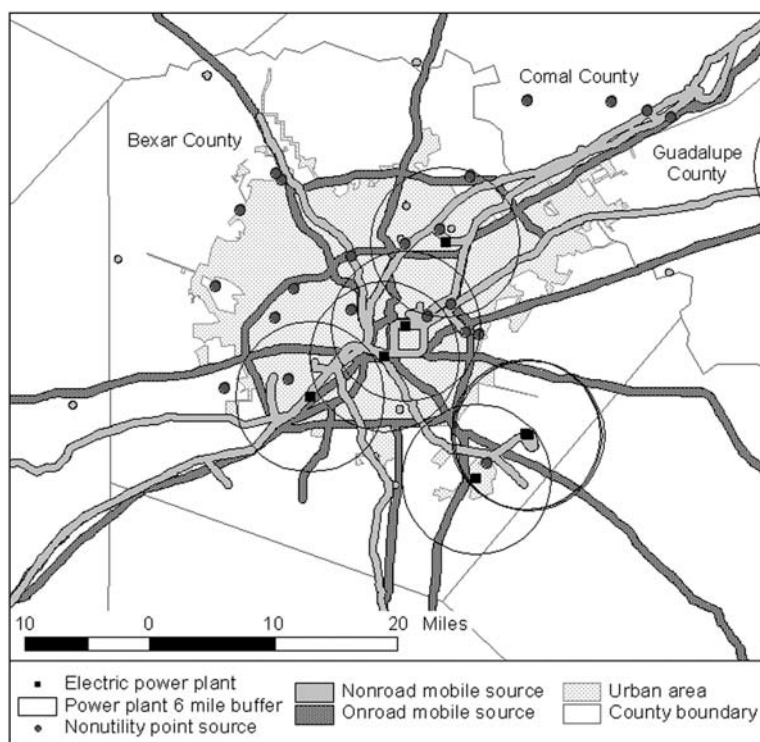 Comal County
Bexar County
Guadalupe
County
10 0 10 20 Miles
Electric power plant
Power plant 6 mile buffer
Nonutility point source
Nonroad mobile source
Onroad mobile source
Urban area
County boundary